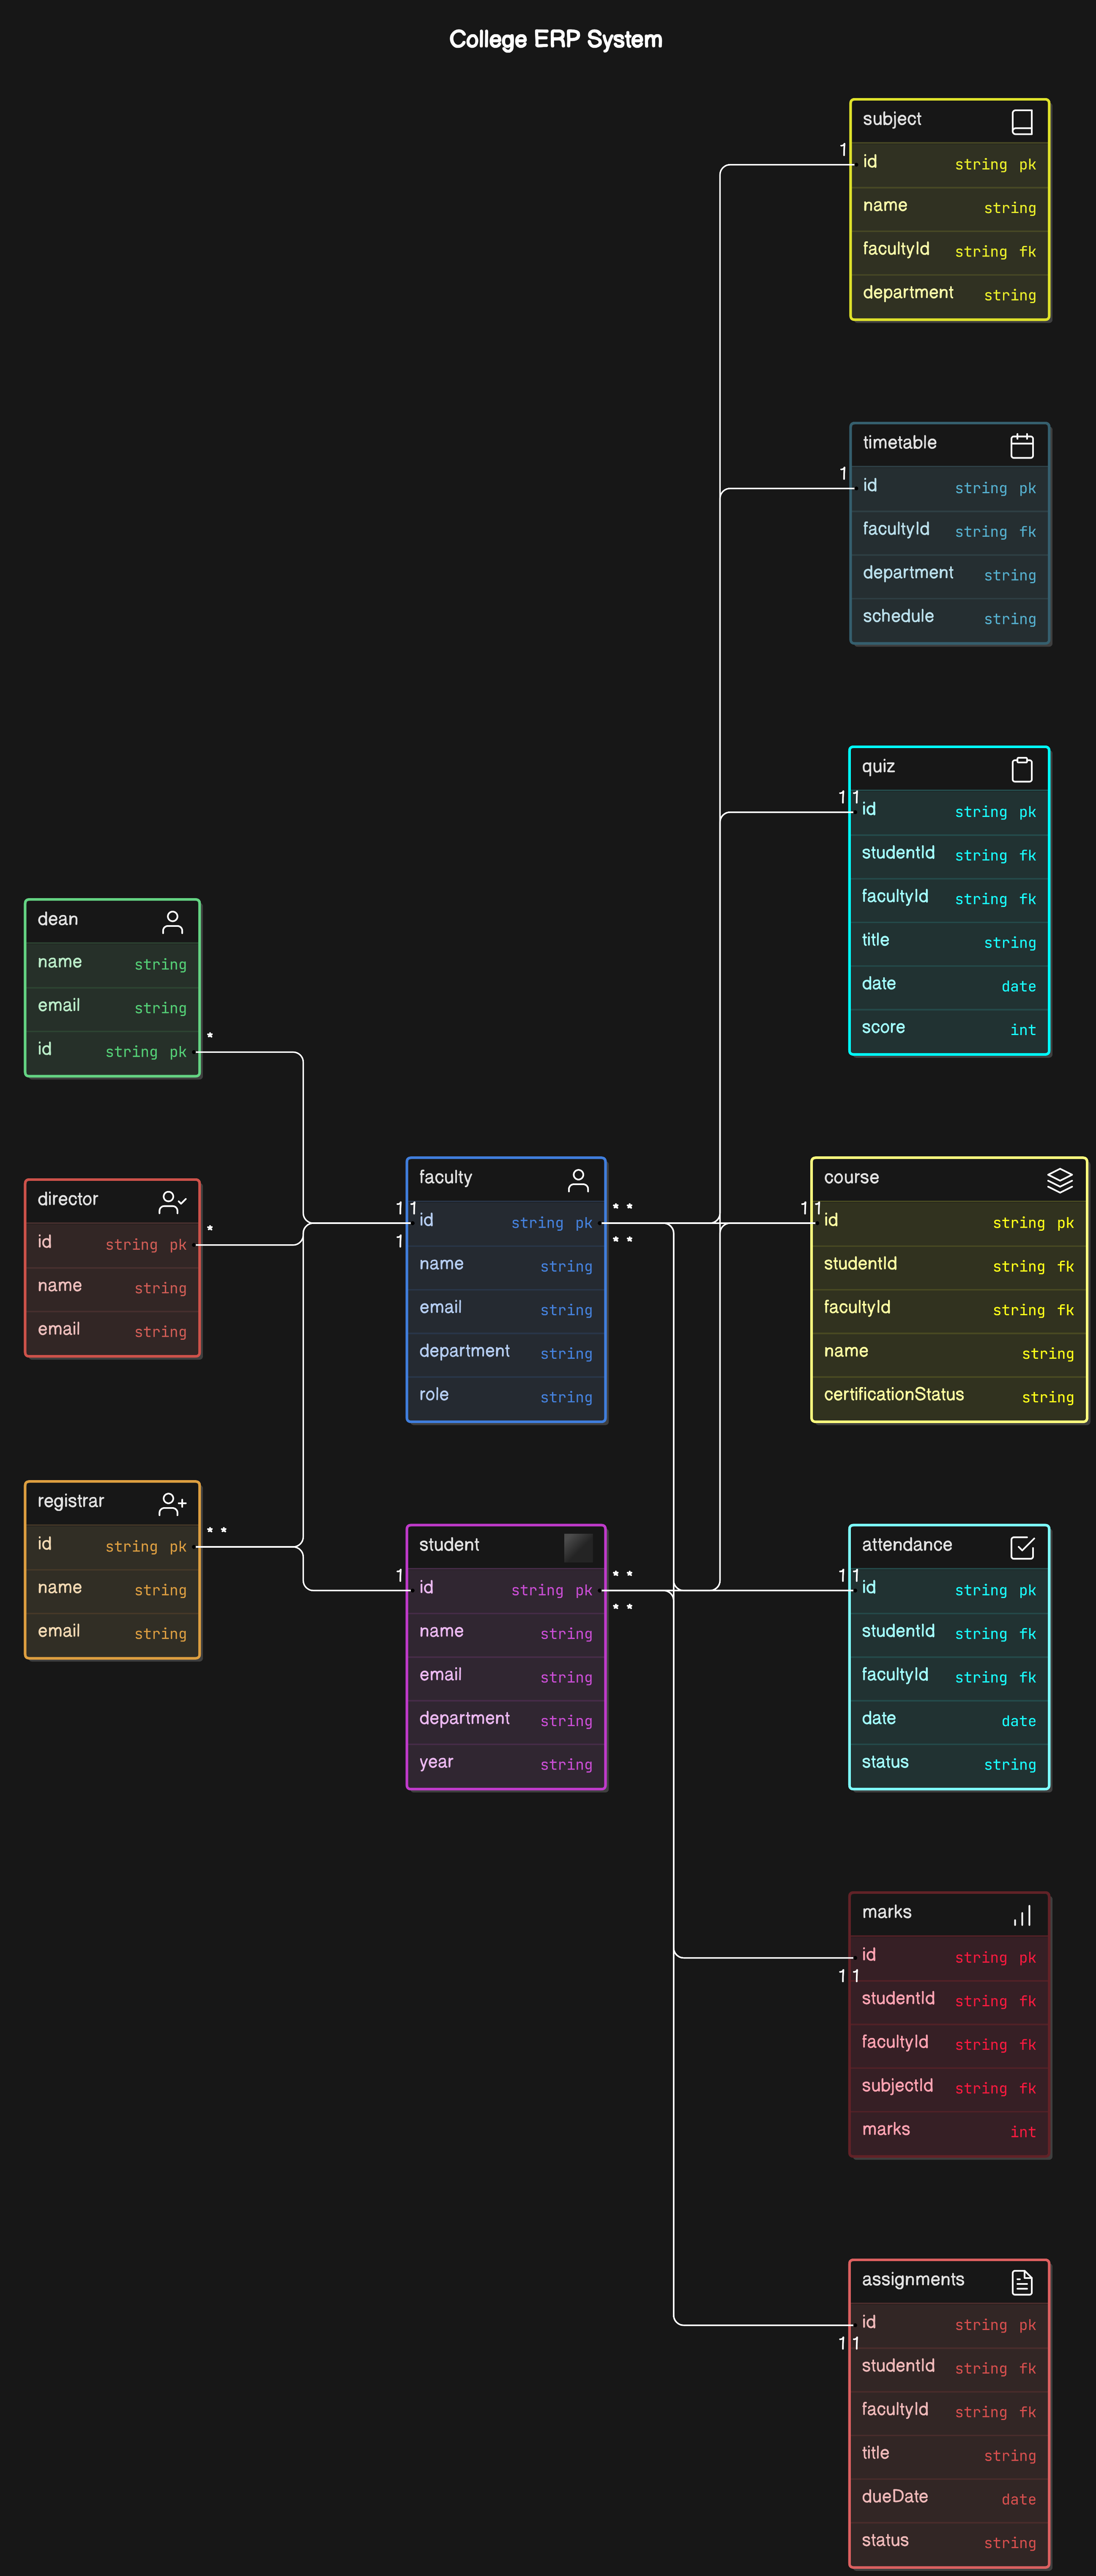 College ERP System
subject
1
id string pk
name string
facultyId string fk
department string
timetable
1
id string pk
facultyId string fk
department string
schedule string
quiz
1 1
id string pk
studentId string fk
facultyId string fk
title string
date date
score int
dean
name string
email string
*
id string pk
director
*
id string pk
name string
email string
registrar
* *
id string pk
name string
email string
faculty
1 1
* *
id string pk
1
* *
name string
email string
department string
role string
student
1
* *
id string pk
* *
name string
email string
department string
year string
course
1 1
id string pk
studentId string fk
facultyId string fk
name string
certificationStatus string
attendance
1 1
id string pk
studentId string fk
facultyId string fk
date date
status string
marks
id string pk
1 1
studentId string fk
facultyId string fk
subjectId string fk
marks int
assignments
id string pk
1 1
studentId string fk
facultyId string fk
title string
dueDate date
status string